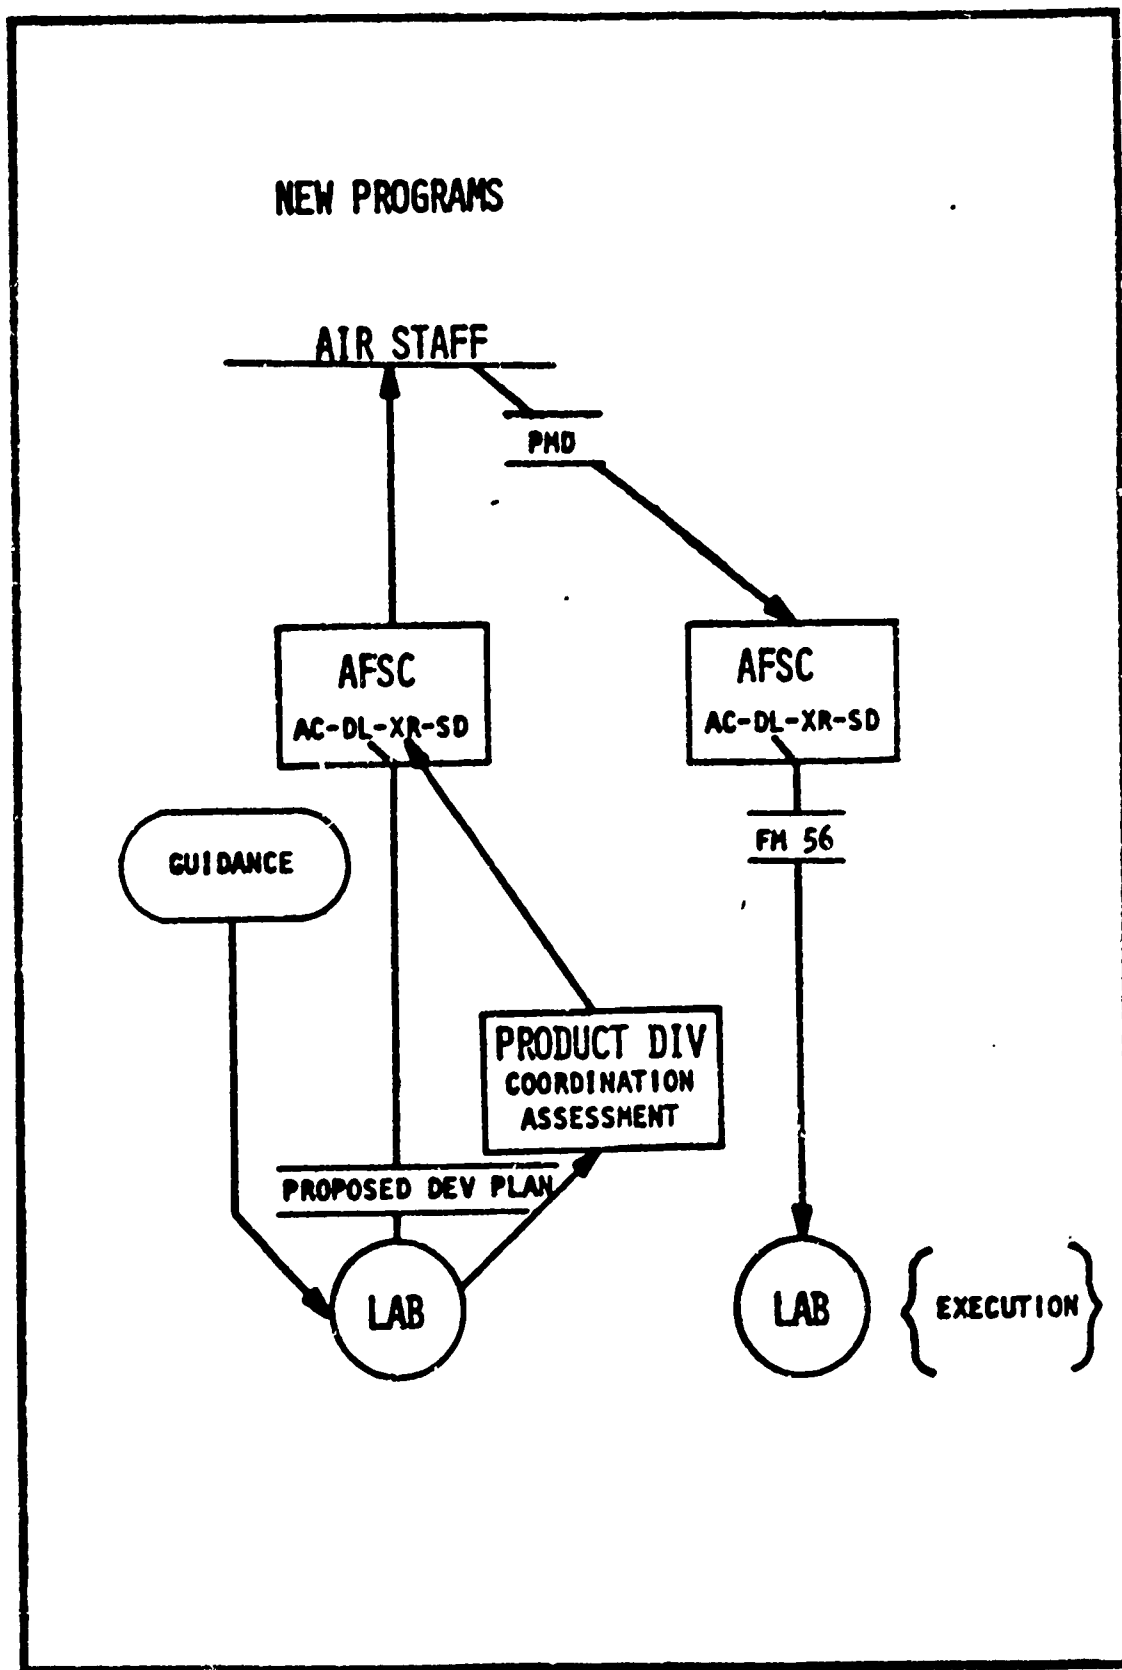 NEW PROGRAMS
AIR STAFF
PMD
AFSC
AC-DL-XR-SD
AFSC
AC-DL-XR-SD
GUIDANCE
FM 56
PRODUCT DIV
COORDINATION
ASSESSMENT
PROPOSED DEV PLAN
LAB
LAB
EXECUTION